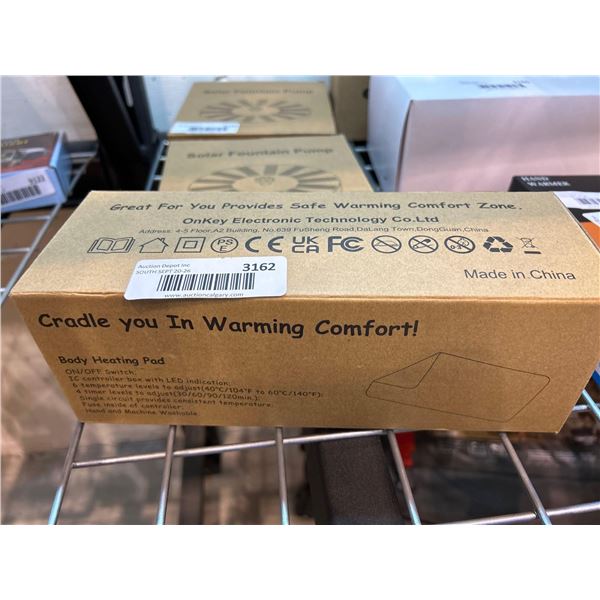 Solar Fountain Pump
Solar Fountain Pump
HAND
WARMER
Great For You Provides Safe Warming Comfort Zone.
OnKey Electronic Technology Co.Ltd
Address: 4-5 Floor,A2 Building, No.639 FuSheng Road,DaLang Town,DongGuan,China
PS
E
CE UK
CA FC
Made in China
Auction Depot Inc
SOUTH SEPT 20-26
3162
www.auctioncalgary.com
Cradle you In Warming Comfort!
Body Heating Pad
ON/OFF Switch:
IC controller box with LED indication:
6 temperature levels to adjust(40°C/104°F to 60°C/140°F):
4 timer levels to adjust(30/60/90/120min.):
Single circuit provides consistent temperature:
Fuse inside of controller:
Hand and Machine Washable